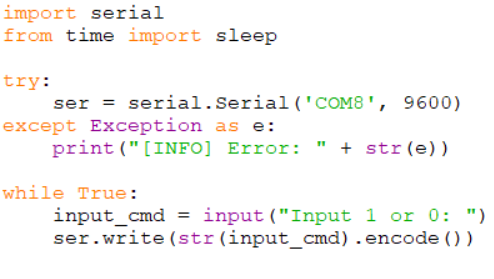 import serial
from time import sleep
try:
    ser = serial.Serial('COM8', 9600)
except Exception as e:
    print("[INFO] Error: " + str(e))
while True:
    input_cmd = input("Input 1 or 0: ")
    ser.write(str(input_cmd).encode())